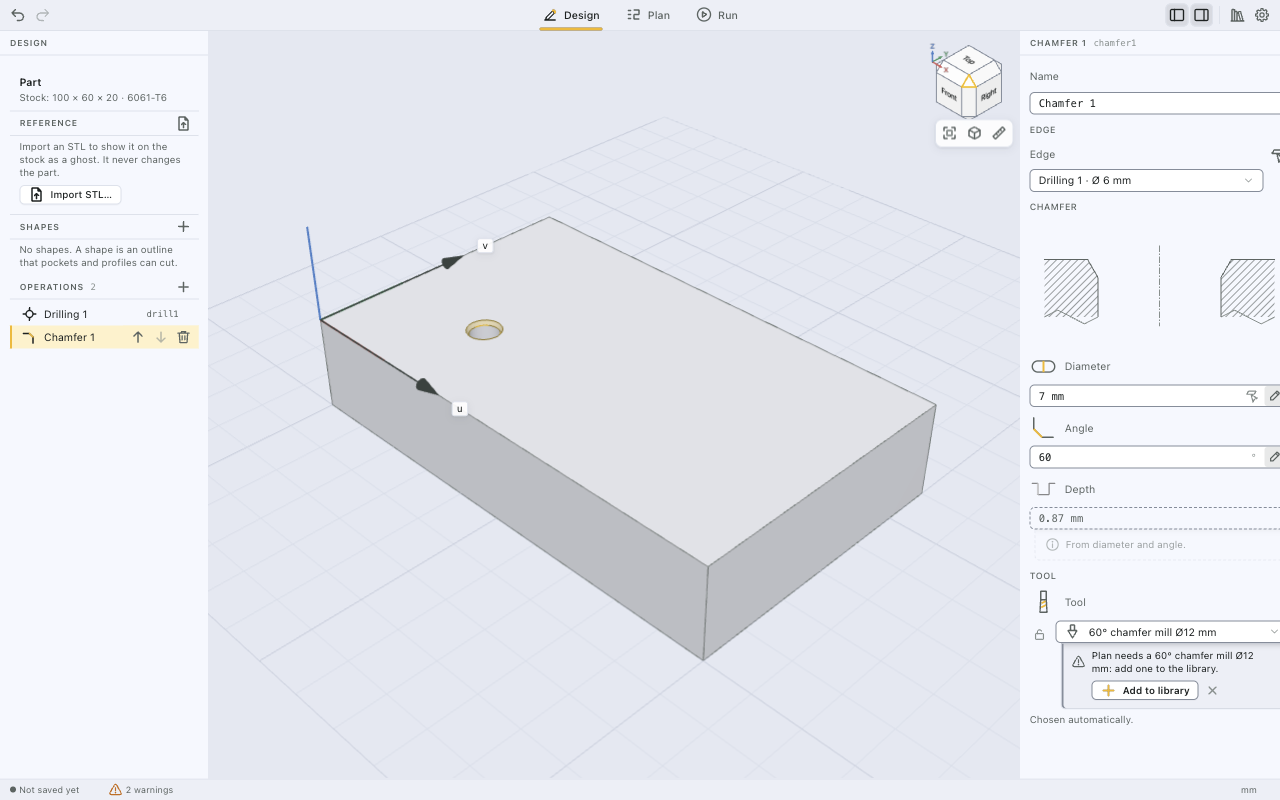 Design
Plan
Run
DESIGN
Part
Stock: 100 × 60 × 20 · 6061-T6
REFERENCE
Import an STL to show it on the
stock as a ghost. It never changes
the part.
Import STL...
SHAPES
No shapes. A shape is an outline
that pockets and profiles can cut.
OPERATIONS 2
Drilling 1 drill1
Chamfer 1
v
u
Z
Y
X
Top
Front
Right
CHAMFER 1 chamfer1
Name
Chamfer 1
EDGE
Edge
Drilling 1 · Ø 6 mm
CHAMFER
Diameter
7 mm
Angle
60 °
Depth
0.87 mm
From diameter and angle.
TOOL
Tool
60° chamfer mill Ø12 mm
Plan needs a 60° chamfer mill Ø12
mm: add one to the library.
Add to library
Chosen automatically.
Not saved yet
2 warnings
mm